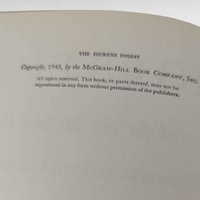 THE DICKENS DIGEST
Copyright, 1943, by the McGRAW-HILL BOOK COMPANY, INC.
All rights reserved. This book, or parts thereof, may not be
reproduced in any form without permission of the publishers.